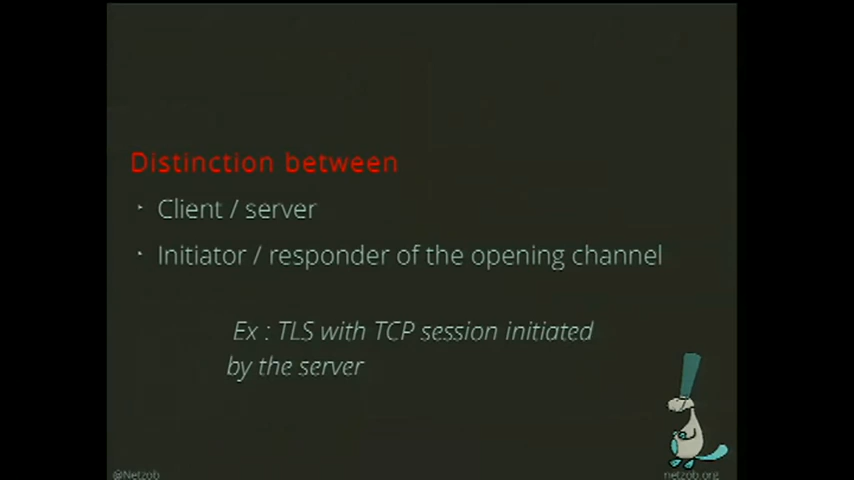 Distinction between
Client / server
Initiator / responder of the opening channel
Ex : TLS with TCP session initiated
by the server
@Netzob
netzob.org